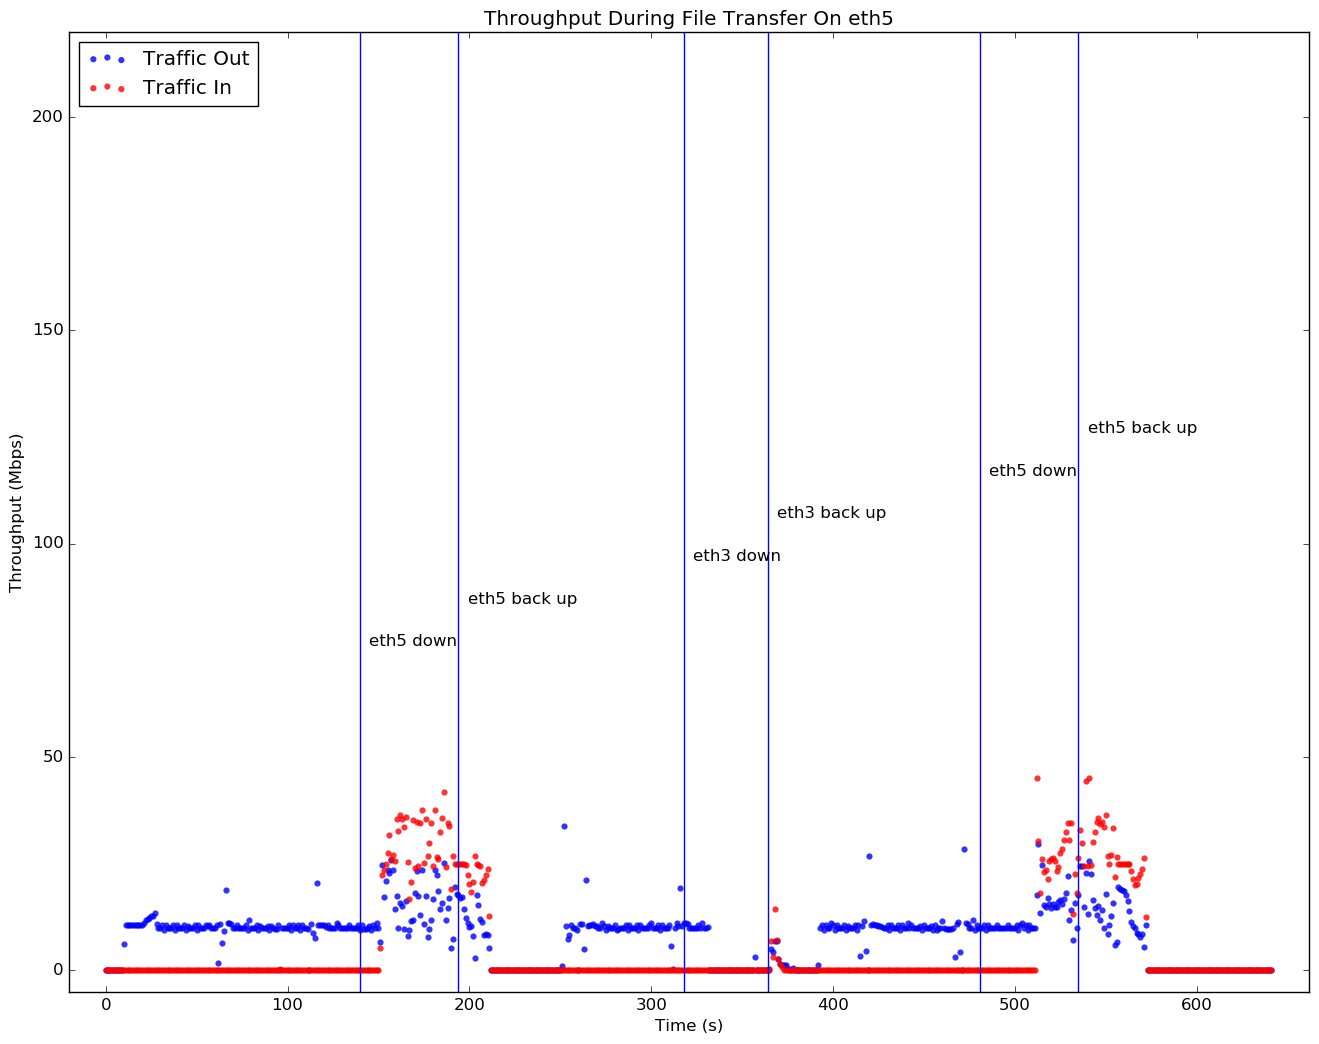 Throughput During File Transfer On eth5
Traffic Out
Traffic In
200
150
100
50
0
Throughput (Mbps)
eth5 back up
eth5 down
eth3 back up
eth3 down
eth5 back up
eth5 down
0 100 200 300 400 500 600
Time (s)